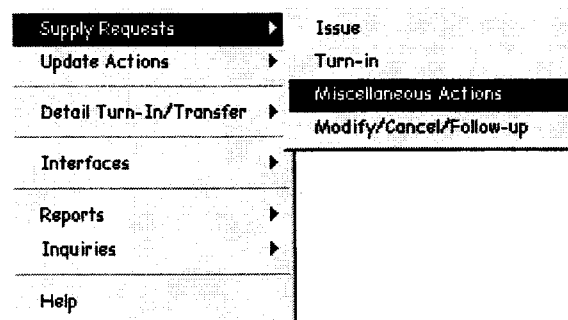 Supply Requests
Update Actions
Detail Turn-In/Transfer
Interfaces
Reports
Inquiries
Help
Issue
Turn-in
Miscellaneous Actions
Modify/Cancel/Follow-up